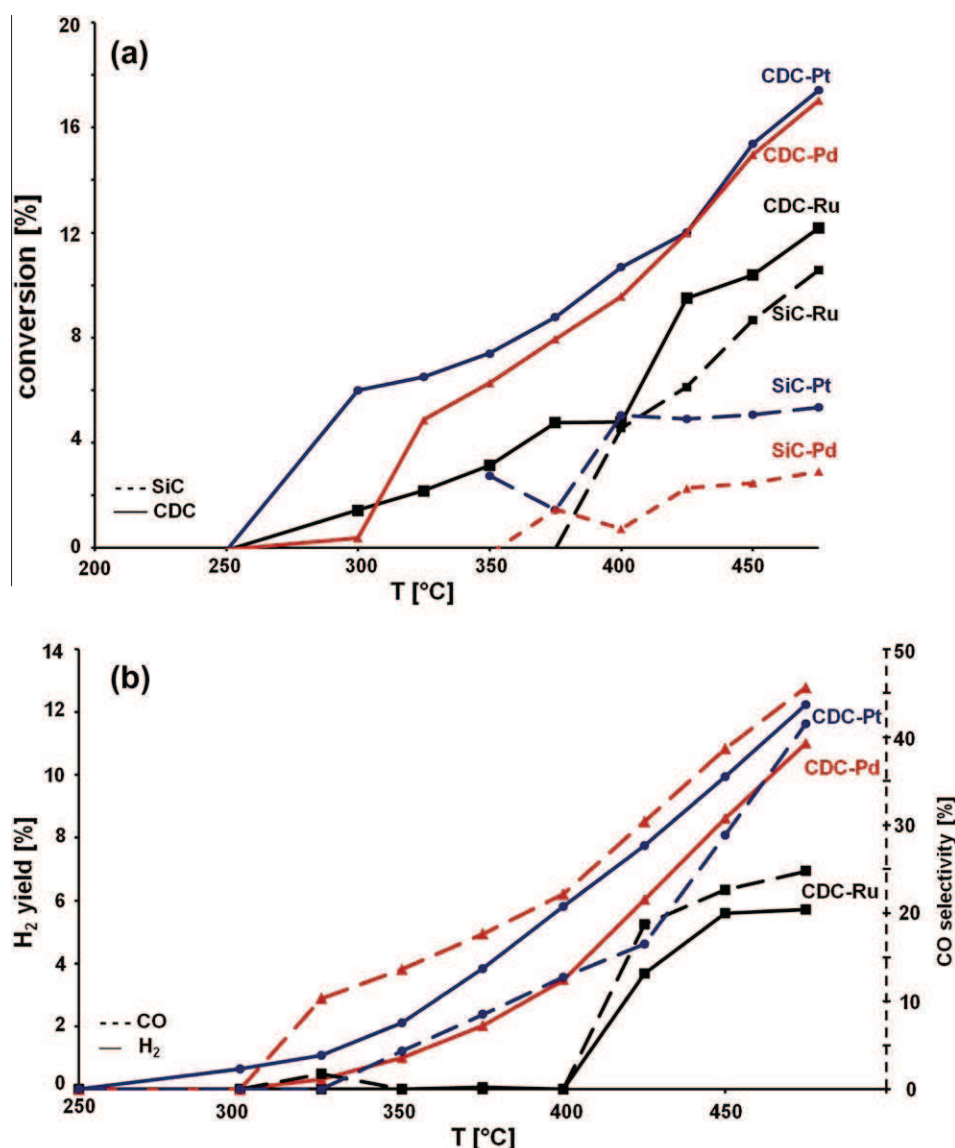 (a)
20
16
12
8
4
0
conversion [%]
CDC-Pt
CDC-Pd
CDC-Ru
SiC-Ru
SiC-Pt
SiC-Pd
SiC
CDC
200
250
300
350
400
450
T [°C]
(b)
14
12
10
8
6
4
2
0
H₂ yield [%]
CDC-Pt
CDC-Pd
CDC-Ru
CO
H₂
50
40
30
20
10
0
CO selectivity [%]
250
300
350
400
450
T [°C]